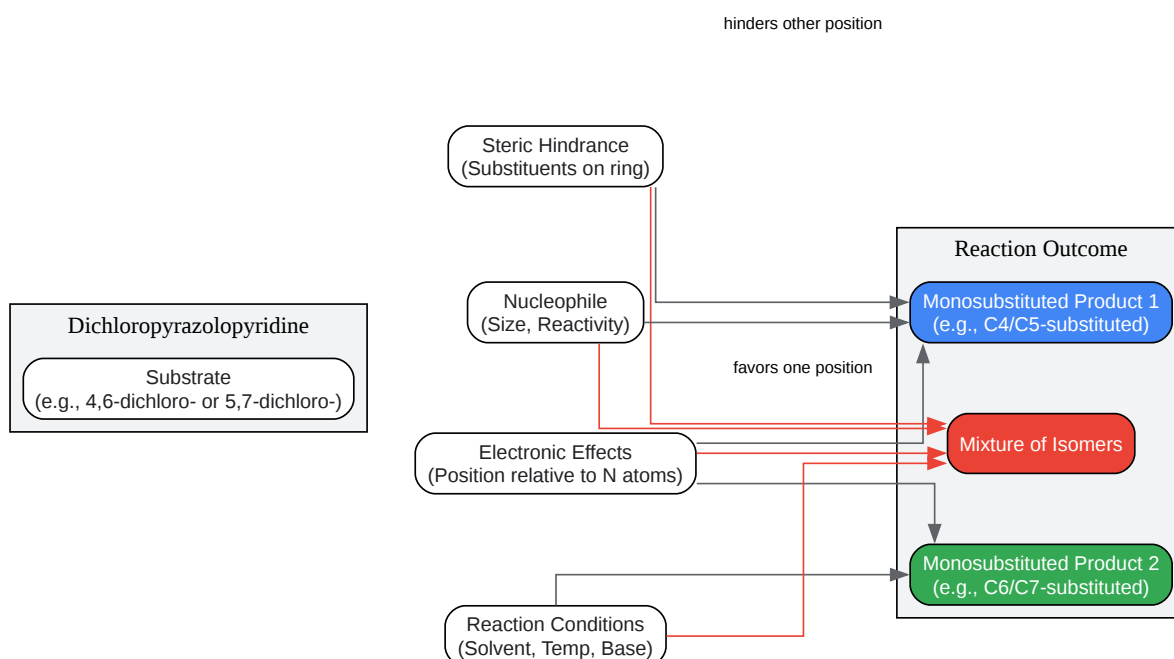 hinders other position
Steric Hindrance
(Substituents on ring)
Reaction Outcome
Nucleophile
(Size, Reactivity)
Monosubstituted Product 1
(e.g., C4/C5-substituted)
Dichloropyrazolopyridine
Substrate
(e.g., 4,6-dichloro- or 5,7-dichloro-)
favors one position
Electronic Effects
(Position relative to N atoms)
Mixture of Isomers
Monosubstituted Product 2
(e.g., C6/C7-substituted)
Reaction Conditions
(Solvent, Temp, Base)